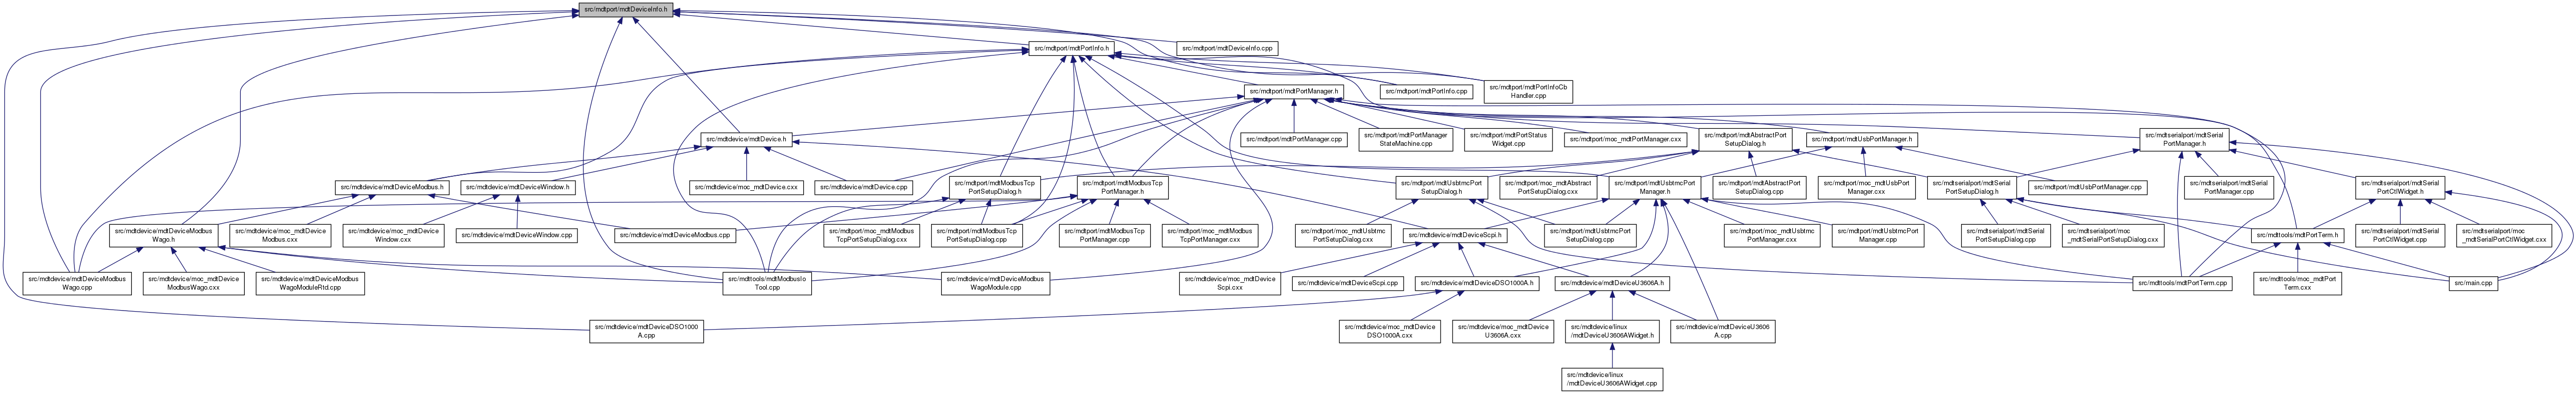 src/mdtport/mdtDeviceInfo.h
src/mdtport/mdtPortInfo.h
src/mdtport/mdtDeviceInfo.cpp
src/mdtport/mdtPortManager.h
src/mdtport/mdtPortInfo.cpp
src/mdtport/mdtPortInfoCb
Handler.cpp
src/mdtdevice/mdtDevice.h
src/mdtport/mdtPortManager.cpp
src/mdtport/mdtPortManager
StateMachine.cpp
src/mdtport/mdtPortStatus
Widget.cpp
src/mdtport/moc_mdtPortManager.cxx
src/mdtport/mdtAbstractPort
SetupDialog.h
src/mdtport/mdtUsbPortManager.h
src/mdtserialport/mdtSerial
PortManager.h
src/mdtdevice/mdtDeviceModbus.h
src/mdtdevice/mdtDeviceWindow.h
src/mdtdevice/moc_mdtDevice.cxx
src/mdtdevice/mdtDevice.cpp
src/mdtport/mdtModbusTcp
PortSetupDialog.h
src/mdtport/mdtModbusTcp
PortManager.h
src/mdtport/mdtUsbtmcPort
SetupDialog.h
src/mdtport/moc_mdtAbstract
PortSetupDialog.cxx
src/mdtport/mdtUsbtmcPort
Manager.h
src/mdtport/mdtAbstractPort
SetupDialog.cpp
src/mdtport/moc_mdtUsbPort
Manager.cxx
src/mdtserialport/mdtSerial
PortSetupDialog.h
src/mdtport/mdtUsbPortManager.cpp
src/mdtserialport/mdtSerial
PortManager.cpp
src/mdtserialport/mdtSerial
PortCtlWidget.h
src/mdtdevice/mdtDeviceModbus
Wago.h
src/mdtdevice/moc_mdtDevice
Modbus.cxx
src/mdtdevice/moc_mdtDevice
Window.cxx
src/mdtdevice/mdtDeviceWindow.cpp
src/mdtdevice/mdtDeviceModbus.cpp
src/mdtport/moc_mdtModbus
TcpPortSetupDialog.cxx
src/mdtport/mdtModbusTcp
PortSetupDialog.cpp
src/mdtport/mdtModbusTcp
PortManager.cpp
src/mdtport/moc_mdtModbus
TcpPortManager.cxx
src/mdtport/moc_mdtUsbtmc
PortSetupDialog.cxx
src/mdtdevice/mdtDeviceScpi.h
src/mdtport/mdtUsbtmcPort
SetupDialog.cpp
src/mdtport/moc_mdtUsbtmc
PortManager.cxx
src/mdtport/mdtUsbtmcPort
Manager.cpp
src/mdtserialport/mdtSerial
PortSetupDialog.cpp
src/mdtserialport/moc
_mdtSerialPortSetupDialog.cxx
src/mdttools/mdtPortTerm.h
src/mdtserialport/mdtSerial
PortCtlWidget.cpp
src/mdtserialport/moc
_mdtSerialPortCtlWidget.cxx
src/mdtdevice/mdtDeviceModbus
Wago.cpp
src/mdtdevice/moc_mdtDevice
ModbusWago.cxx
src/mdtdevice/mdtDeviceModbus
WagoModuleRtd.cpp
src/mdttools/mdtModbusIo
Tool.cpp
src/mdtdevice/mdtDeviceModbus
WagoModule.cpp
src/mdtdevice/moc_mdtDevice
Scpi.cxx
src/mdtdevice/mdtDeviceScpi.cpp
src/mdtdevice/mdtDeviceDSO1000A.h
src/mdtdevice/mdtDeviceU3606A.h
src/mdttools/mdtPortTerm.cpp
src/mdttools/moc_mdtPort
Term.cxx
src/main.cpp
src/mdtdevice/mdtDeviceDSO1000
A.cpp
src/mdtdevice/moc_mdtDevice
DSO1000A.cxx
src/mdtdevice/moc_mdtDevice
U3606A.cxx
src/mdtdevice/linux
/mdtDeviceU3606AWidget.h
src/mdtdevice/mdtDeviceU3606
A.cpp
src/mdtdevice/linux
/mdtDeviceU3606AWidget.cpp